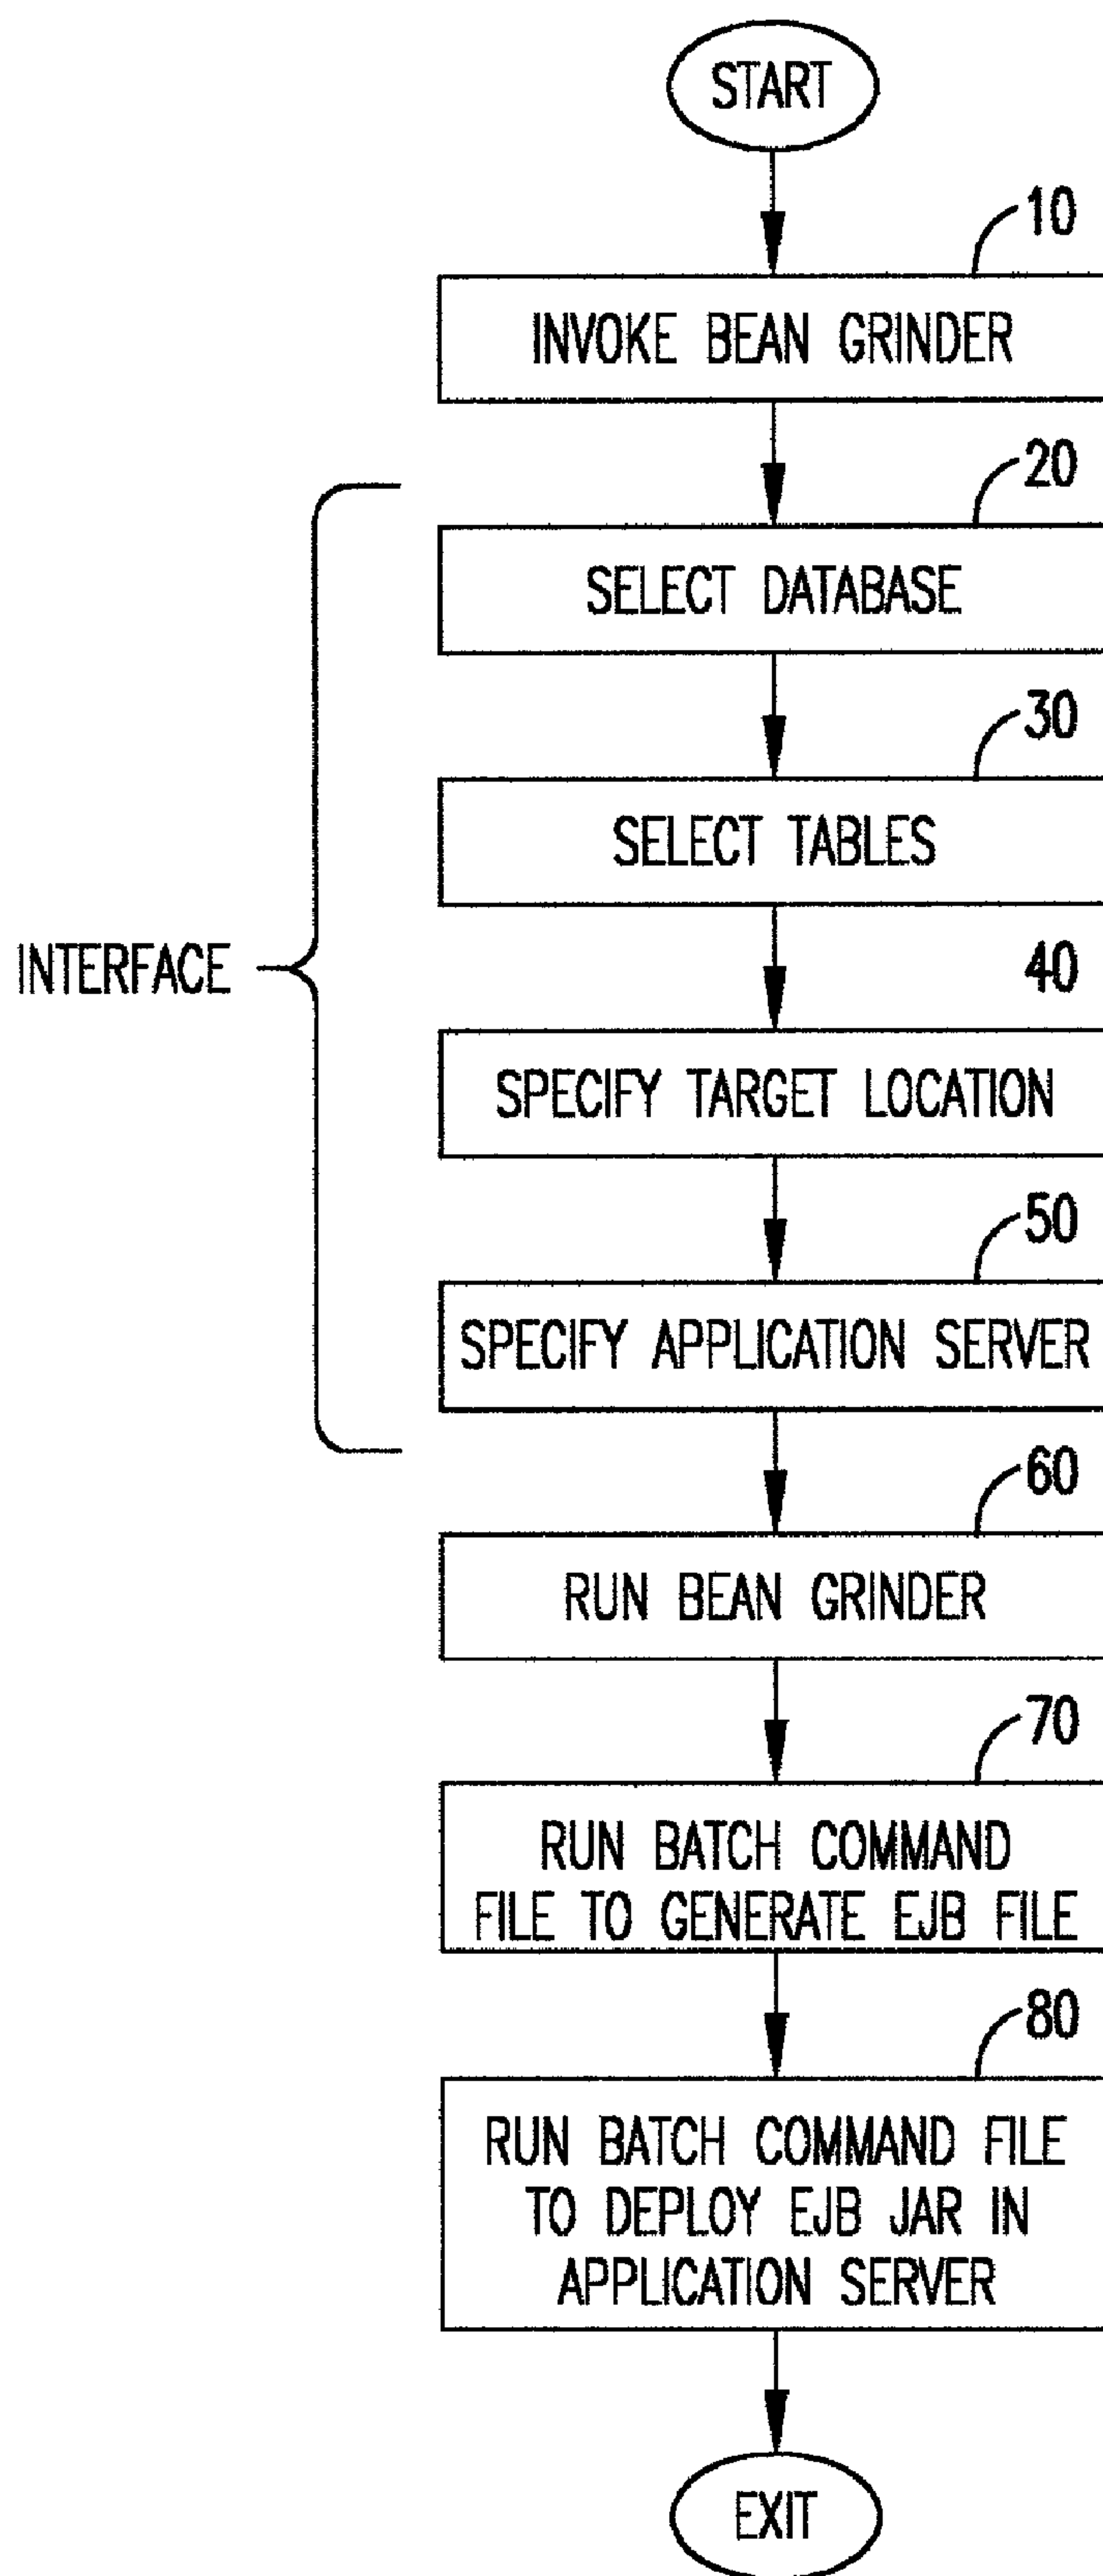 START
10
INVOKE BEAN GRINDER
20
SELECT DATABASE
30
SELECT TABLES
INTERFACE
40
SPECIFY TARGET LOCATION
50
SPECIFY APPLICATION SERVER
60
RUN BEAN GRINDER
70
RUN BATCH COMMAND
FILE TO GENERATE EJB FILE
80
RUN BATCH COMMAND FILE
TO DEPLOY EJB JAR IN
APPLICATION SERVER
EXIT